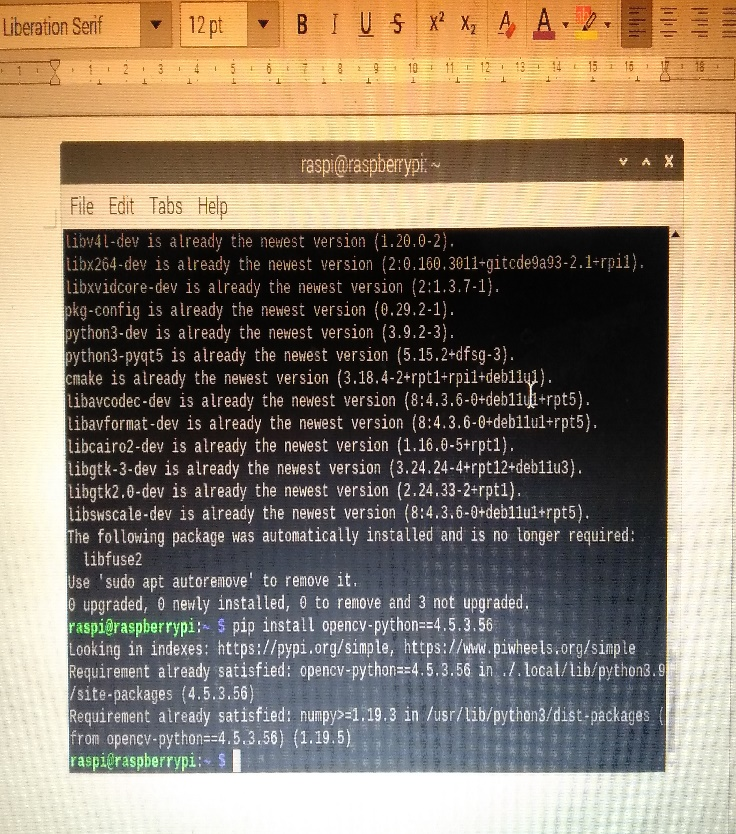 Liberation Serif 12 pt B I U S X² X₂ A A
1 1 2 3 4 5 6 7 8 9 10 11 12 13 14 15 16 17 18
raspi@raspberrypi: ~
File Edit Tabs Help
libv4l-dev is already the newest version (1.20.0-2).
libx264-dev is already the newest version (2:0.160.3011+gitcde9a93-2.1+rpi1).
libxvidcore-dev is already the newest version (2:1.3.7-1).
pkg-config is already the newest version (0.29.2-1).
python3-dev is already the newest version (3.9.2-3).
python3-pyqt5 is already the newest version (5.15.2+dfsg-3).
cmake is already the newest version (3.18.4-2+rpt1+rpi1+deb11u1).
libavcodec-dev is already the newest version (8:4.3.6-0+deb11u1+rpt5).
libavformat-dev is already the newest version (8:4.3.6-0+deb11u1+rpt5).
libcairo2-dev is already the newest version (1.16.0-5+rpt1).
libgtk-3-dev is already the newest version (3.24.24-4+rpt12+deb11u3).
libgtk2.0-dev is already the newest version (2.24.33-2+rpt1).
libswscale-dev is already the newest version (8:4.3.6-0+deb11u1+rpt5).
The following package was automatically installed and is no longer required:
libfuse2
Use 'sudo apt autoremove' to remove it.
0 upgraded, 0 newly installed, 0 to remove and 3 not upgraded.
raspi@raspberrypi:~ $ pip install opencv-python==4.5.3.56
Looking in indexes: https://pypi.org/simple, https://www.piwheels.org/simple
Requirement already satisfied: opencv-python==4.5.3.56 in ./.local/lib/python3.9
/site-packages (4.5.3.56)
Requirement already satisfied: numpy>=1.19.3 in /usr/lib/python3/dist-packages (
from opencv-python==4.5.3.56) (1.19.5)
raspi@raspberrypi:~ $